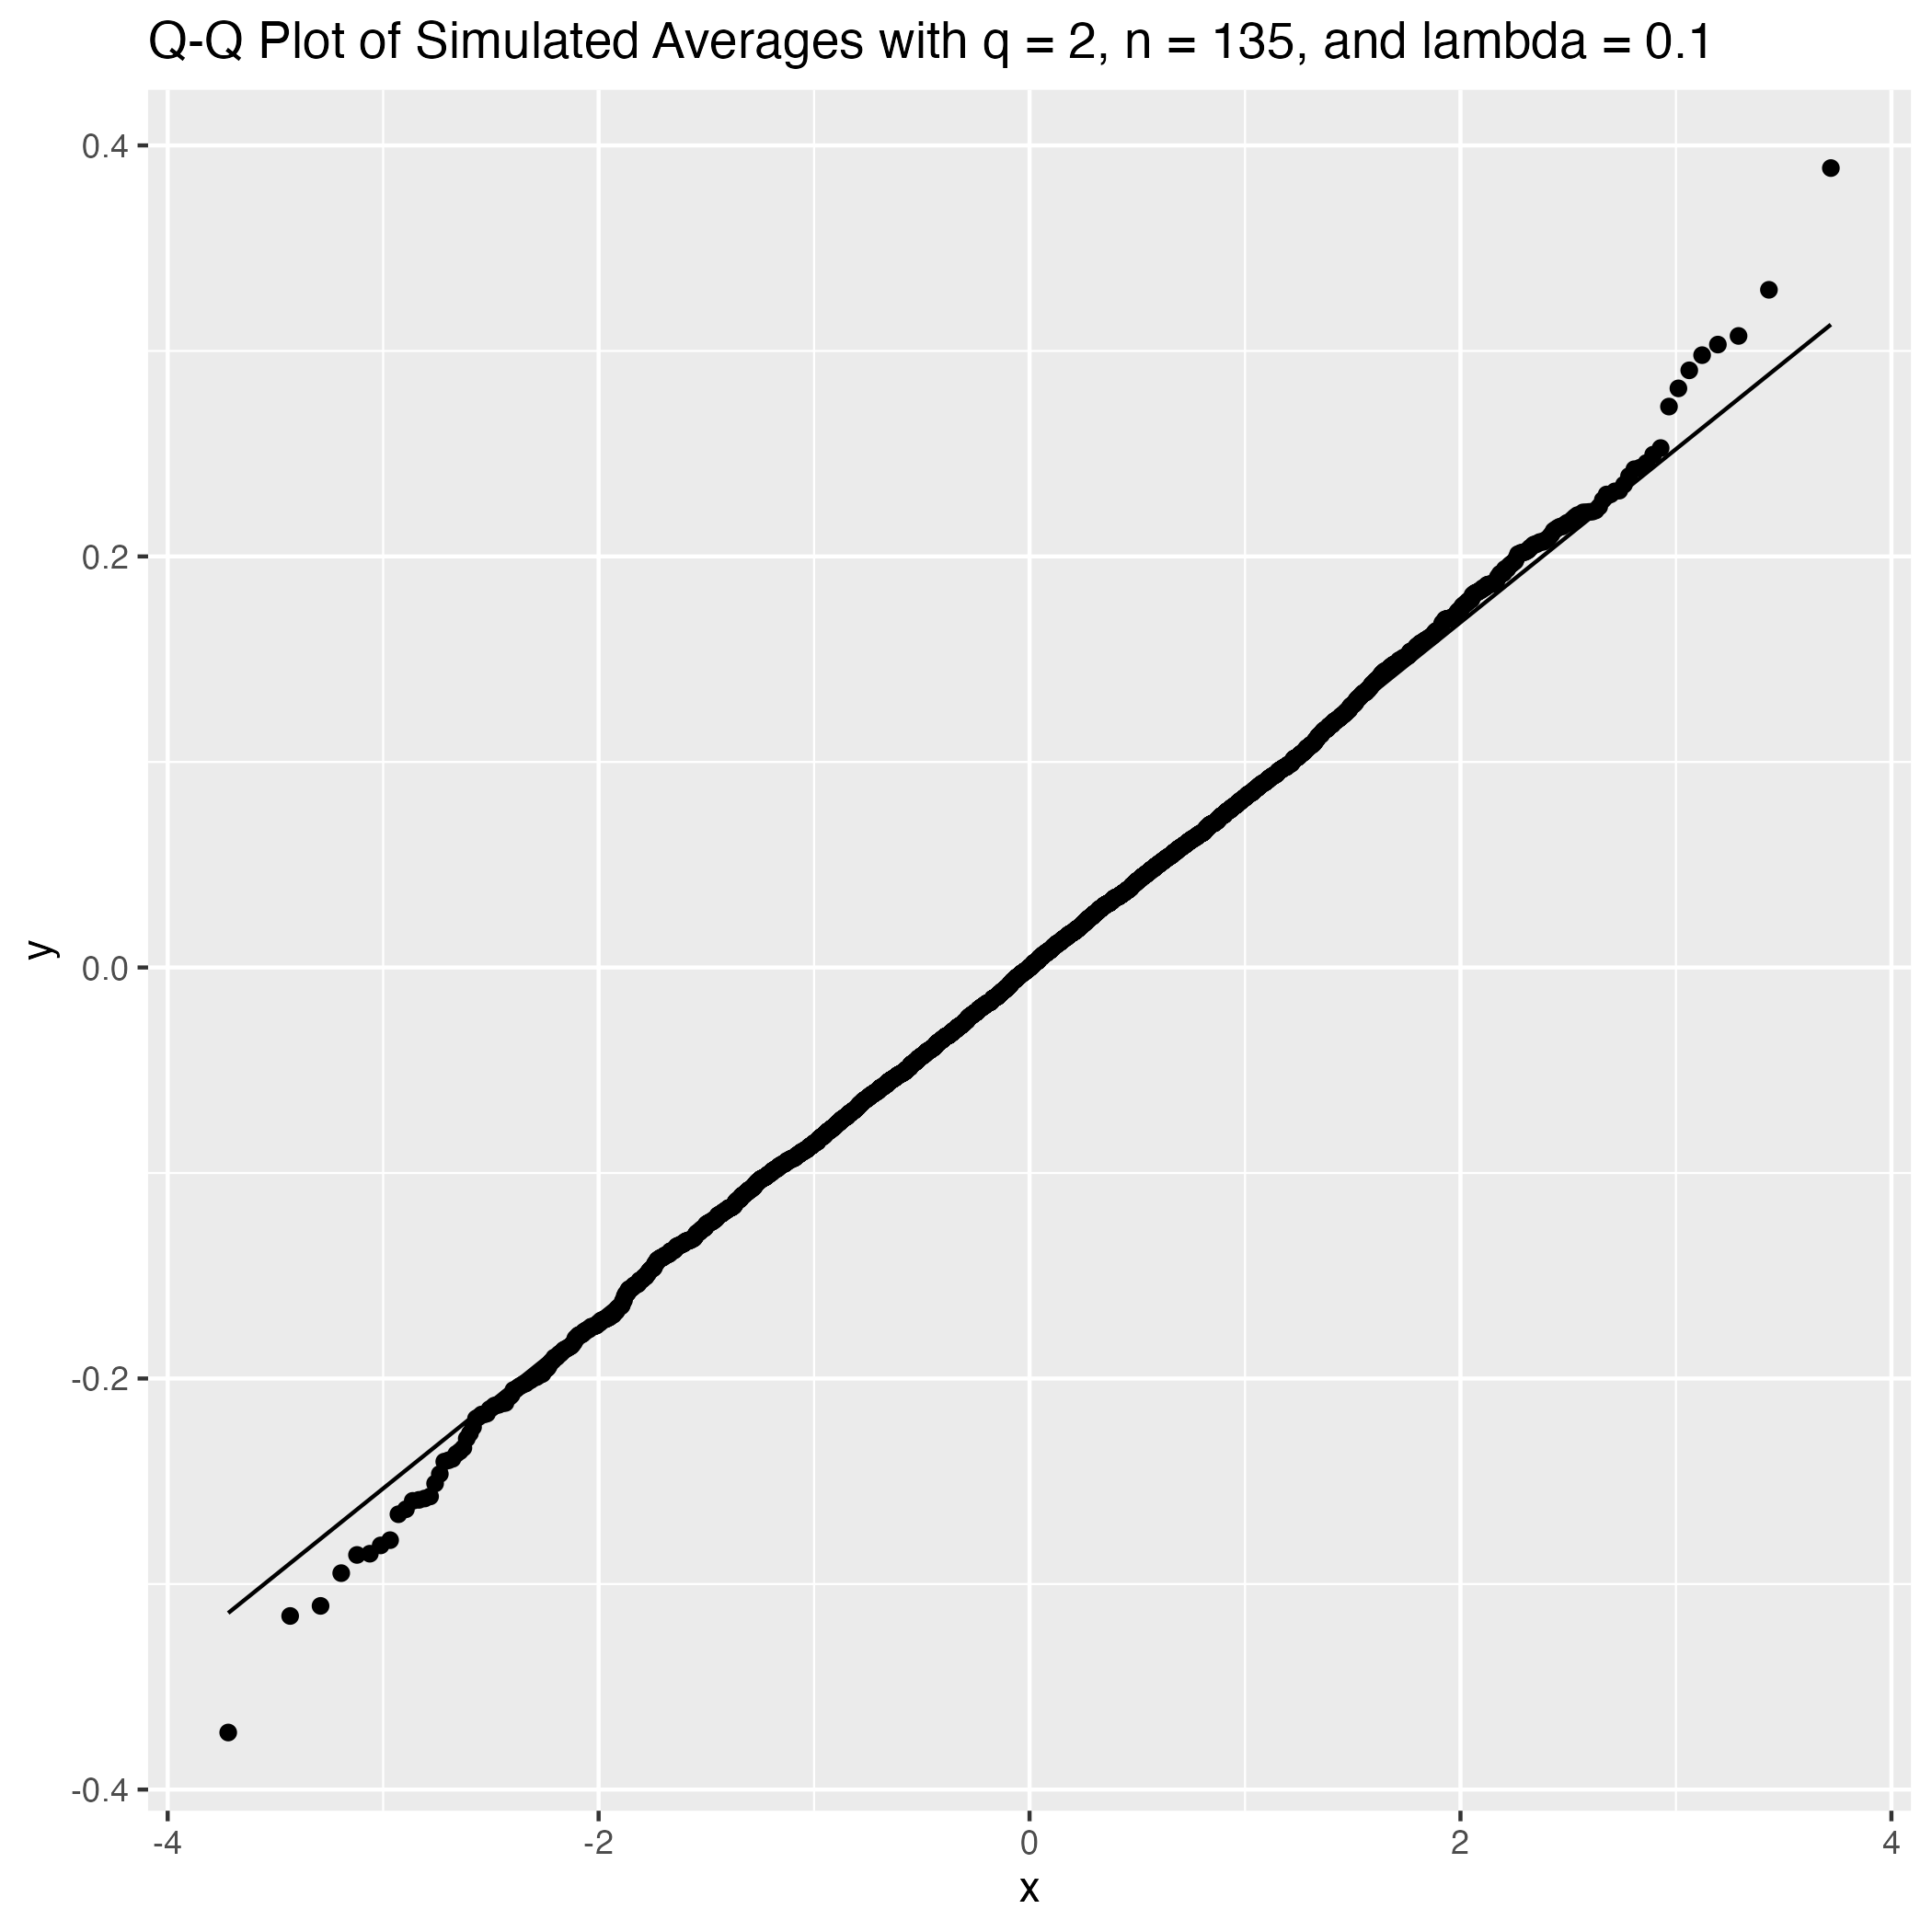 Q-Q Plot of Simulated Averages with q = 2, n = 135, and lambda = 0.1
0.4
0.2
y
0.0
-0.2
-0.4
-4 -2 0 2 4
x